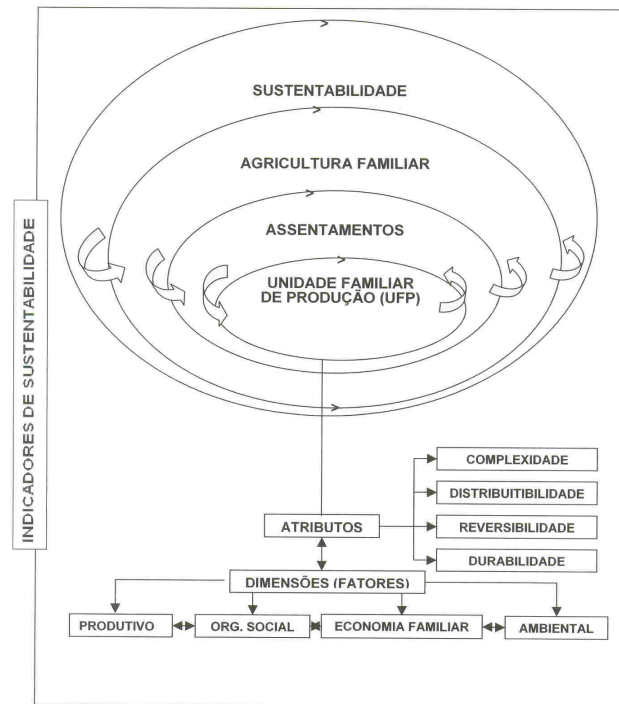 INDICADORES DE SUSTENTABILIDADE
SUSTENTABILIDADE
AGRICULTURA FAMILIAR
ASSENTAMENTOS
UNIDADE FAMILIAR
DE PRODUÇÃO (UFP)
COMPLEXIDADE
DISTRIBUITIBILIDADE
ATRIBUTOS
REVERSIBILIDADE
DURABILIDADE
DIMENSÕES (FATORES)
PRODUTIVO
ORG. SOCIAL
ECONOMIA FAMILIAR
AMBIENTAL